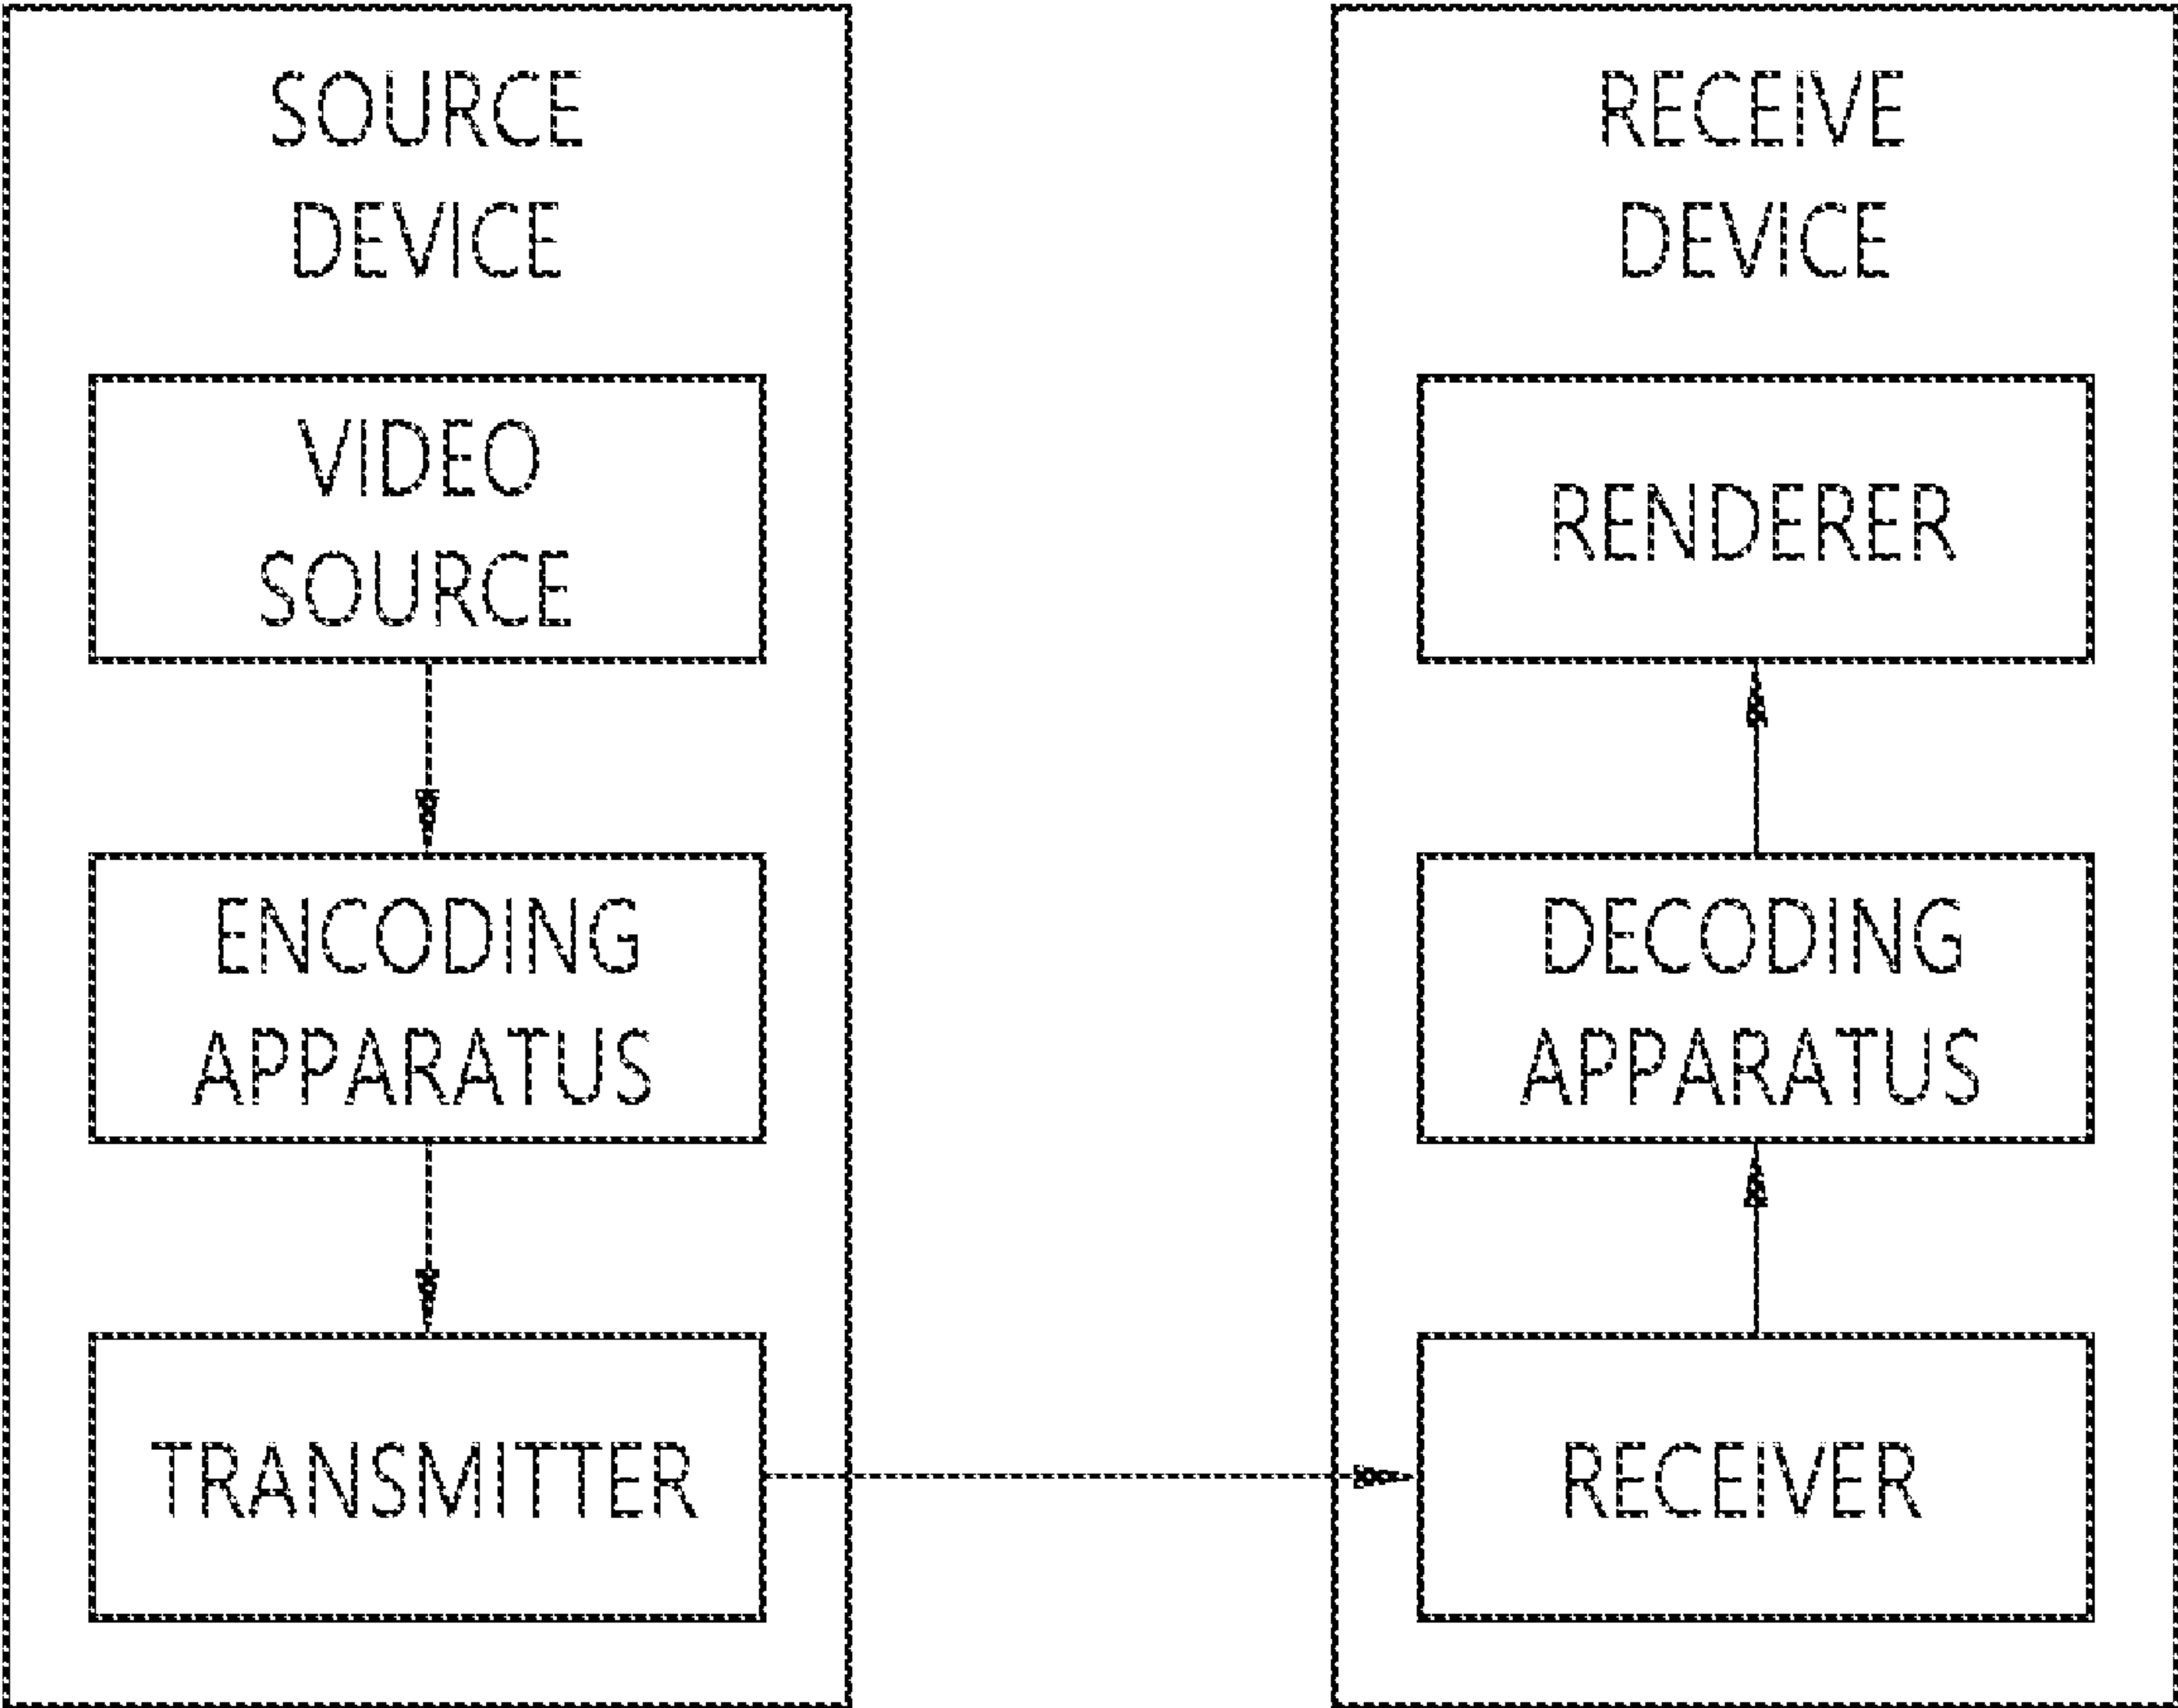 SOURCE
DEVICE
VIDEO
SOURCE
ENCODING
APPARATUS
TRANSMITTER
RECEIVE
DEVICE
RENDERER
DECODING
APPARATUS
RECEIVER